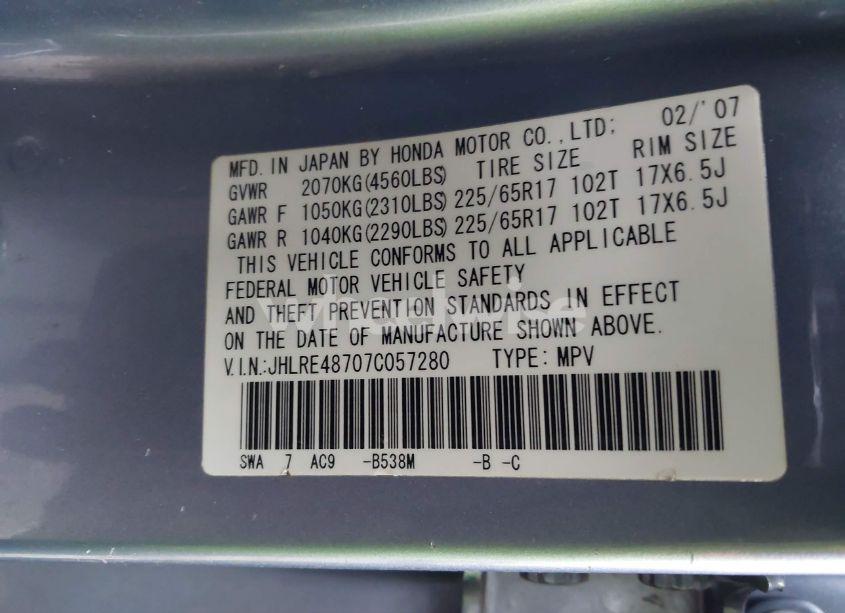 MFD. IN JAPAN BY HONDA MOTOR CO.,LTD; 02/'07
GVWR 2070KG(4560LBS) TIRE SIZE RIM SIZE
GAWR F 1050KG(2310LBS) 225/65R17 102T 17X6.5J
GAWR R 1040KG(2290LBS) 225/65R17 102T 17X6.5J
THIS VEHICLE CONFORMS TO ALL APPLICABLE
FEDERAL MOTOR VEHICLE SAFETY
AND THEFT PREVENTION STANDARDS IN EFFECT
ON THE DATE OF MANUFACTURE SHOWN ABOVE.
V.I.N.:JHLRE48707C057280 TYPE: MPV
SWA 7 AC9 -B538M -B -C